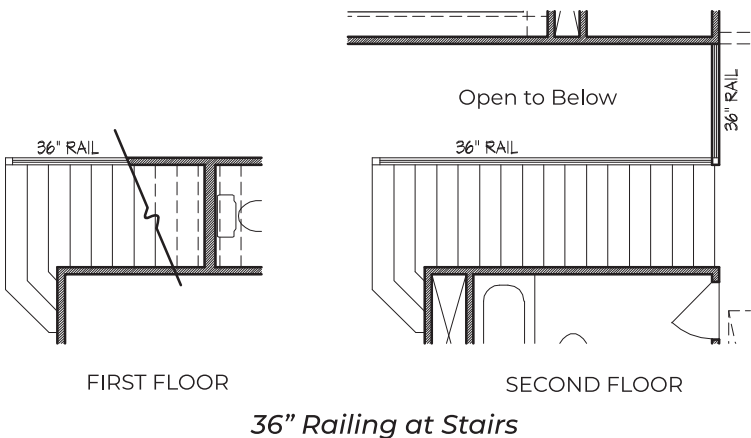 Open to Below
36" RAIL
36" RAIL
36" RAIL
FIRST FLOOR
SECOND FLOOR
36” Railing at Stairs